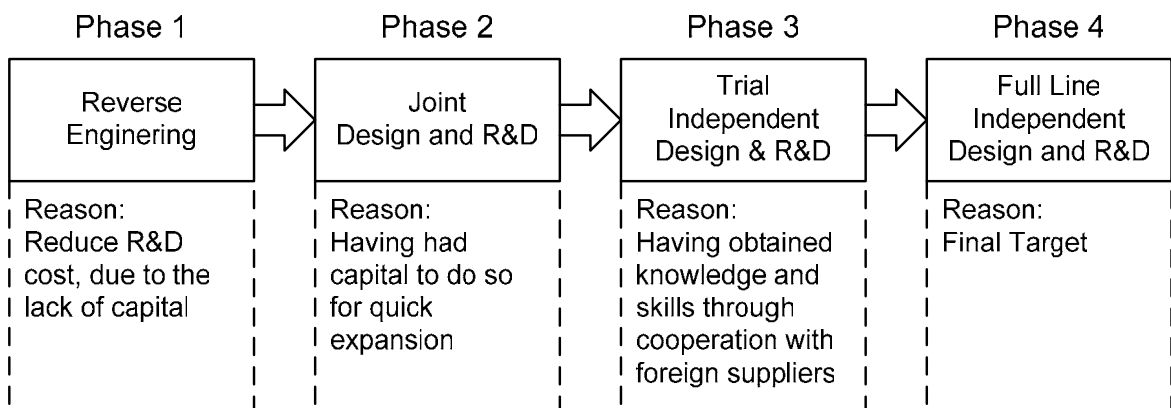 Phase 1
Phase 2
Phase 3
Phase 4
Reverse
Enginering
Joint
Design and R&D
Trial
Independent
Design & R&D
Full Line
Independent
Design and R&D
Reason:
Reduce R&D
cost, due to the
lack of capital
Reason:
Having had
capital to do so
for quick
expansion
Reason:
Having obtained
knowledge and
skills through
cooperation with
foreign suppliers
Reason:
Final Target